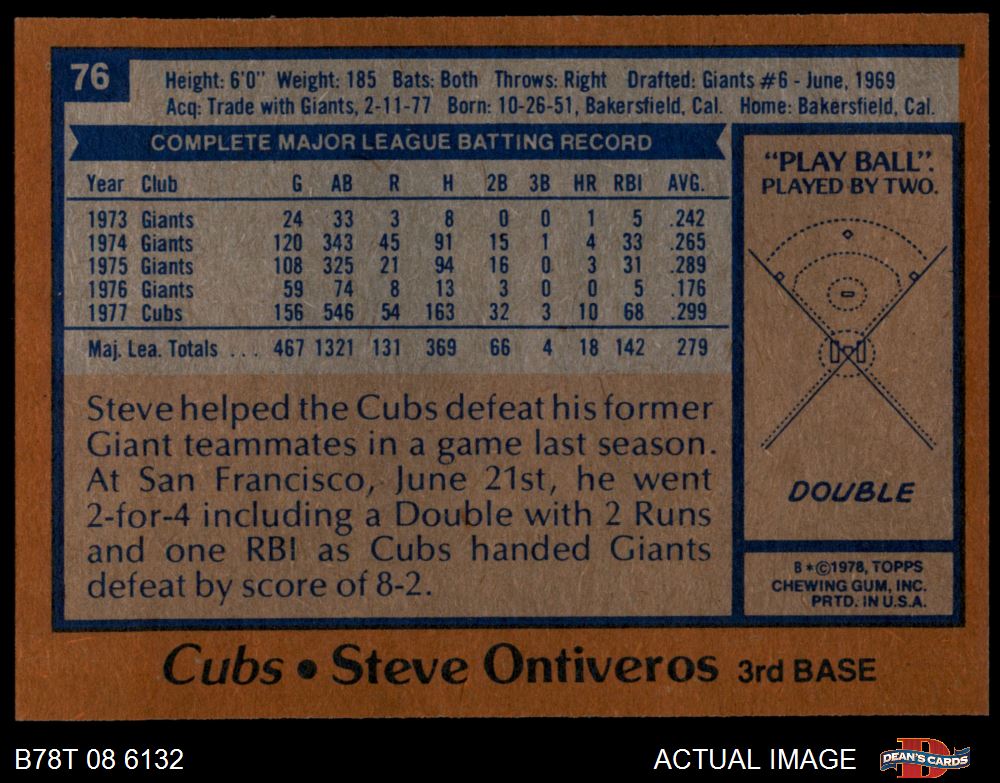 76
Height: 6'0" Weight: 185 Bats: Both Throws: Right Drafted: Giants #6 - June, 1969
Acq: Trade with Giants, 2-11-77 Born: 10-26-51, Bakersfield, Cal. Home: Bakersfield, Cal.
COMPLETE MAJOR LEAGUE BATTING RECORD
Year Club G AB R H 2B 3B HR RBI AVG.
1973 Giants 24 33 3 8 0 0 1 5 .242
1974 Giants 120 343 45 91 15 1 4 33 .265
1975 Giants 108 325 21 94 16 0 3 31 .289
1976 Giants 59 74 8 13 3 0 0 5 .176
1977 Cubs 156 546 54 163 32 3 10 68 .299
Maj. Lea. Totals . . . 467 1321 131 369 66 4 18 142 279
Steve helped the Cubs defeat his former
Giant teammates in a game last season.
At San Francisco, June 21st, he went
2-for-4 including a Double with 2 Runs
and one RBI as Cubs handed Giants
defeat by score of 8-2.
"PLAY BALL".
PLAYED BY TWO.
DOUBLE
B*©1978, TOPPS
CHEWING GUM, INC.
PRTD. IN U.S.A.
Cubs • Steve Ontiveros 3rd BASE
B78T 08 6132
ACTUAL IMAGE
DEAN'S CARDS